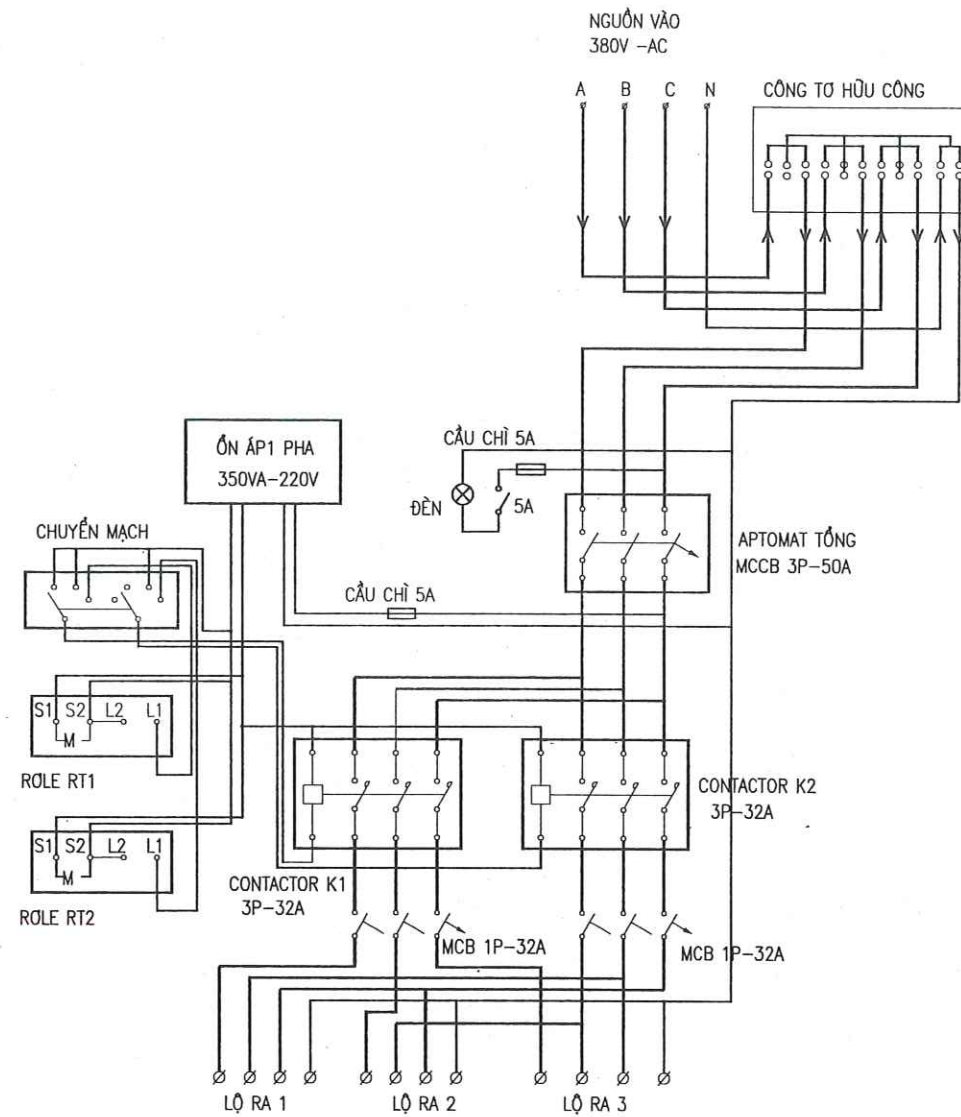 NGUỒN VÀO
380V -AC
A B C N
CÔNG TƠ HỮU CÔNG
ỔN ÁP1 PHA
350VA-220V
CẦU CHÌ 5A
ĐÈN
5A
CHUYỂN MẠCH
APTOMAT TỔNG
MCCB 3P-50A
CẦU CHÌ 5A
S1 S2 L2 L1
M
RƠLE RT1
CONTACTOR K2
3P-32A
S1 S2 L2 L1
M
RƠLE RT2
CONTACTOR K1
3P-32A
MCB 1P-32A
MCB 1P-32A
LỘ RA 1
LỘ RA 2
LỘ RA 3